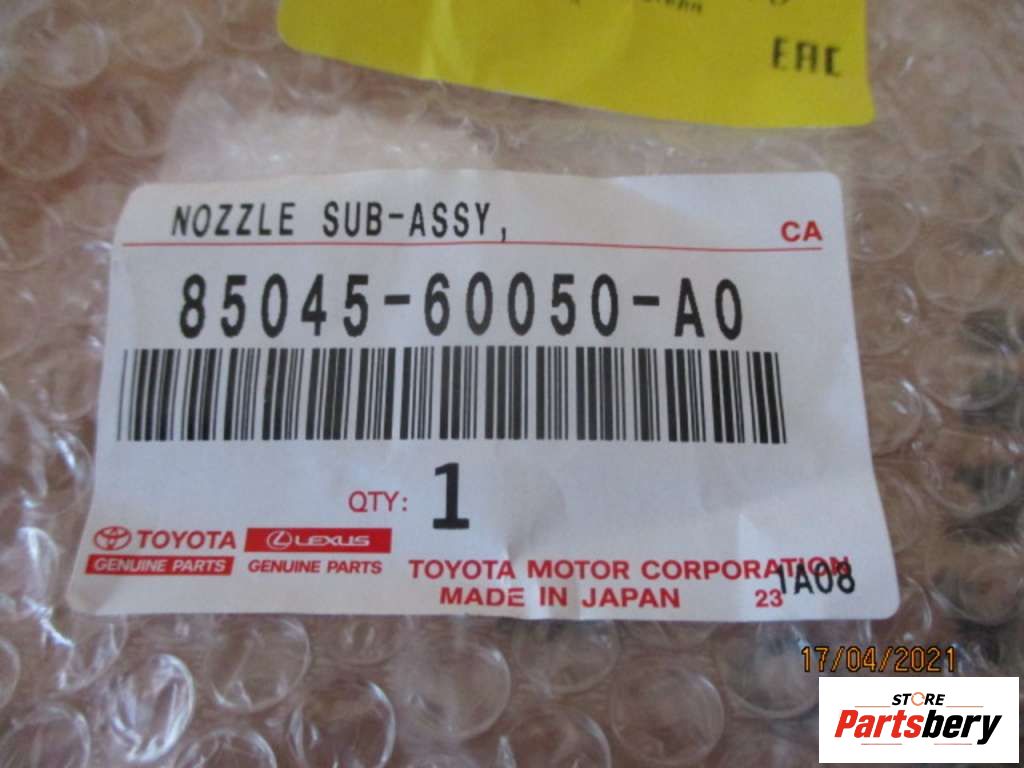 EAC
NOZZLE SUB-ASSY,
CA
85045-60050-A0
QTY: 1
TOYOTA LEXUS
GENUINE PARTS GENUINE PARTS
TOYOTA MOTOR CORPORATION
1A08
MADE IN JAPAN 23
17/04/2021
STORE
Partsbery